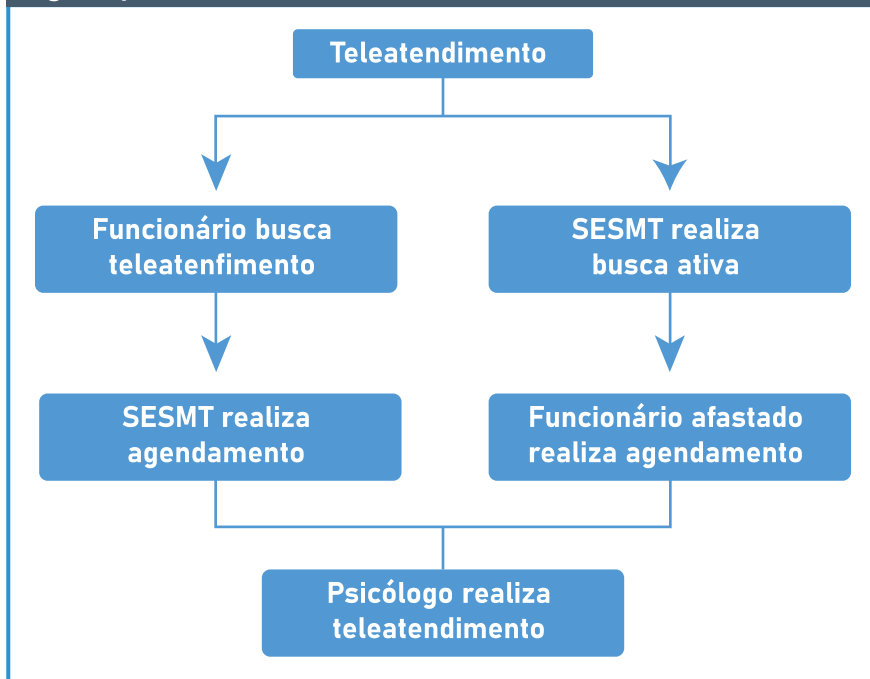 Teleatendimento
Funcionário busca
teleatenfimento
SESMT realiza
busca ativa
SESMT realiza
agendamento
Funcionário afastado
realiza agendamento
Psicólogo realiza
teleatendimento